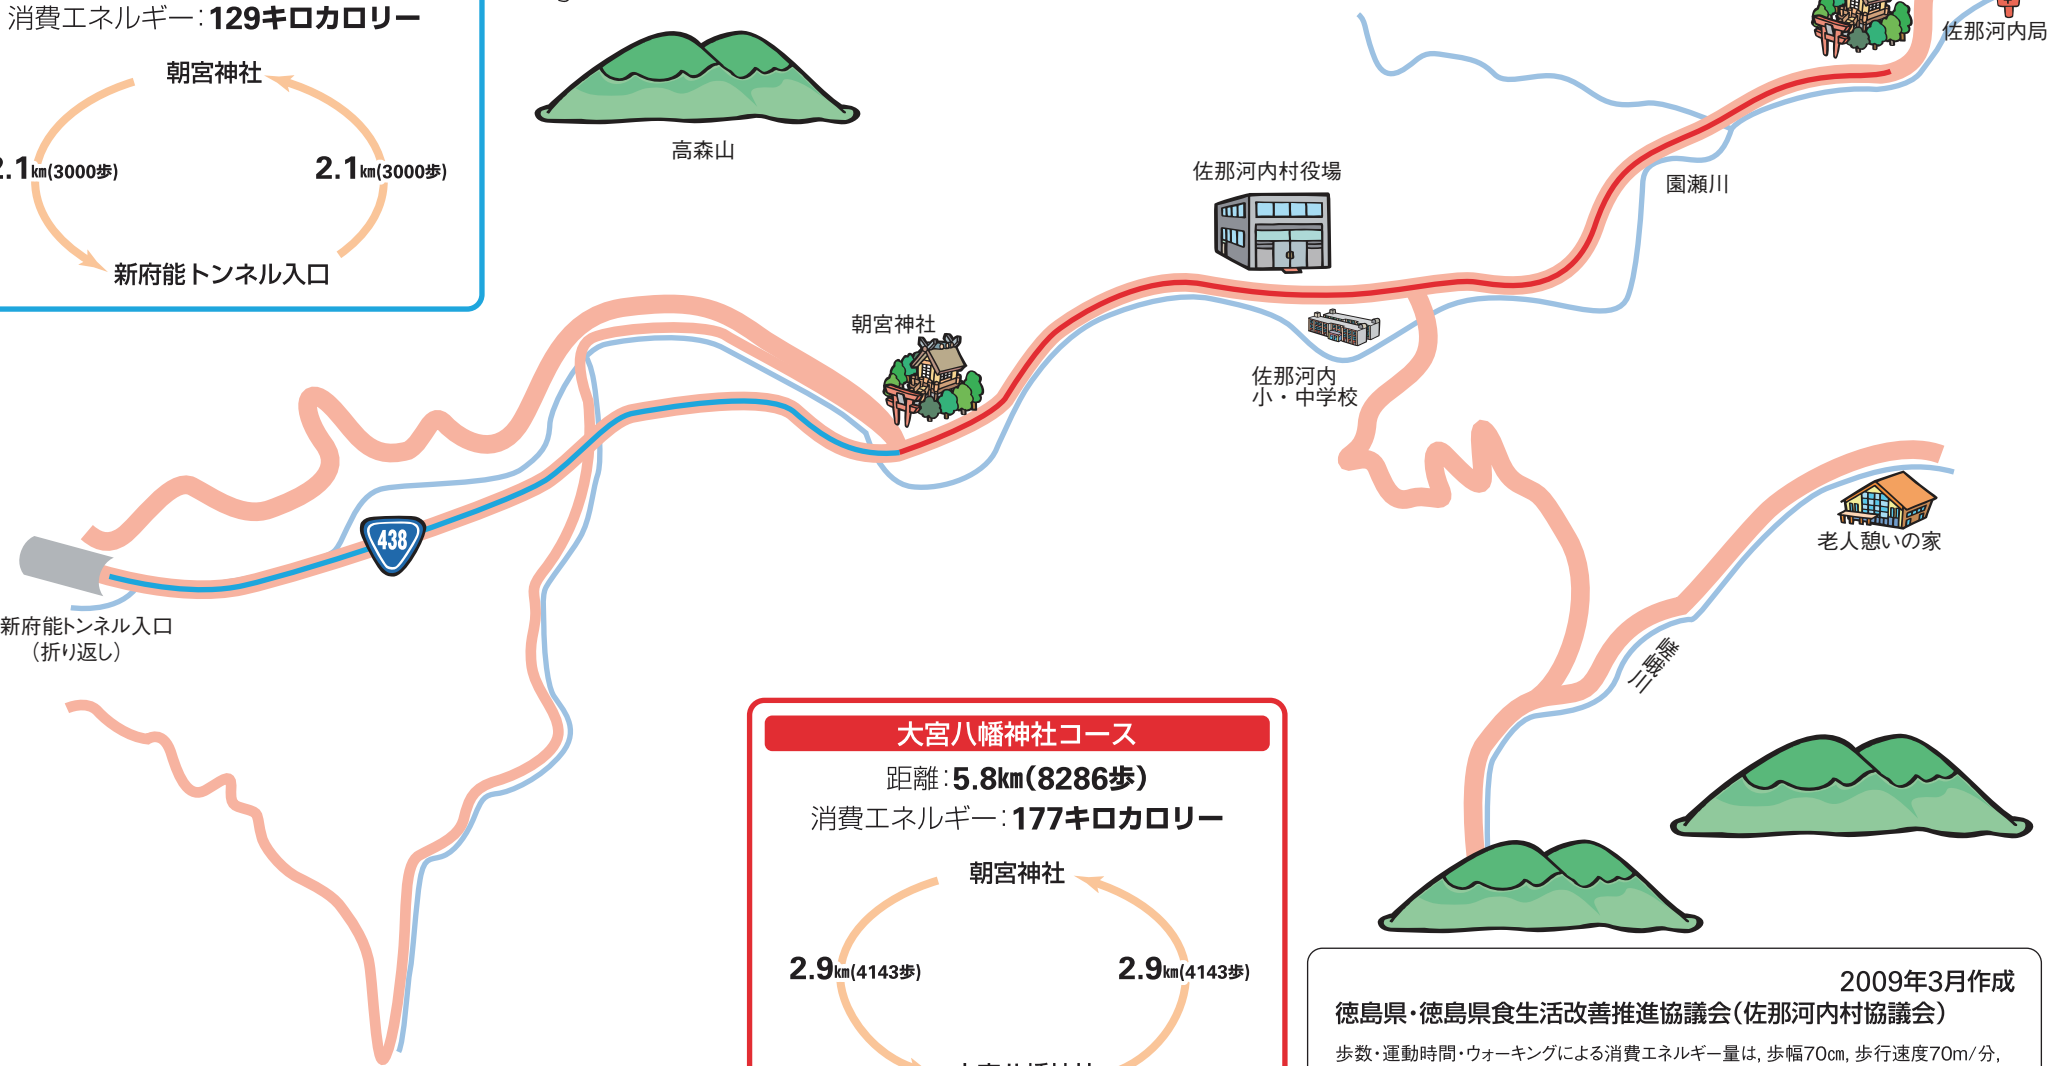 消費エネルギー：129キロカロリー
朝宮神社
2.1km(3000歩)
2.1km(3000歩)
新府能トンネル入口
高森山
佐那河内局
佐那河内村役場
園瀬川
朝宮神社
佐那河内
小・中学校
438
老人憩いの家
新府能トンネル入口
（折り返し）
嵯峨川
大宮八幡神社コース
距離：5.8km（8286歩）
消費エネルギー：177キロカロリー
朝宮神社
2.9km(4143歩)
2.9km(4143歩)
2009年3月作成
徳島県・徳島県食生活改善推進協議会（佐那河内村協議会）
歩数・運動時間・ウォーキングによる消費エネルギー量は，歩幅70cm，歩行速度70m/分，